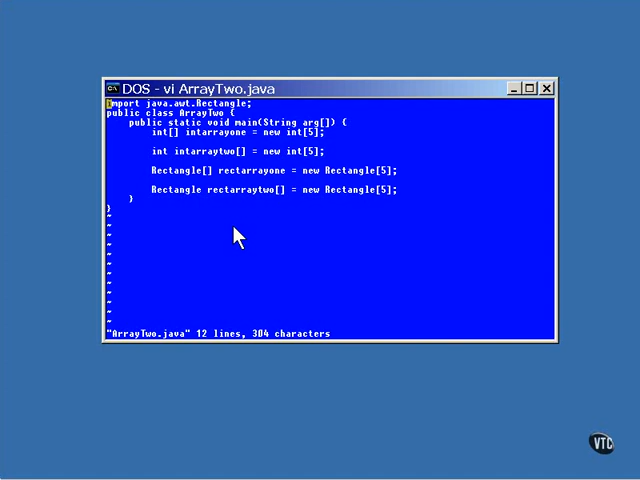 DOS - vi ArrayTwo.java
import java.awt.Rectangle;
public class ArrayTwo {
    public static void main(String arg[]) {
        int[] intarrayone = new int[5];
        int intarraytwo[] = new int[5];
        Rectangle[] rectarrayone = new Rectangle[5];
        Rectangle rectarraytwo[] = new Rectangle[5];
    }
}
~
~
~
~
~
~
~
~
~
~
~
~
"ArrayTwo.java" 12 lines, 304 characters
VTC